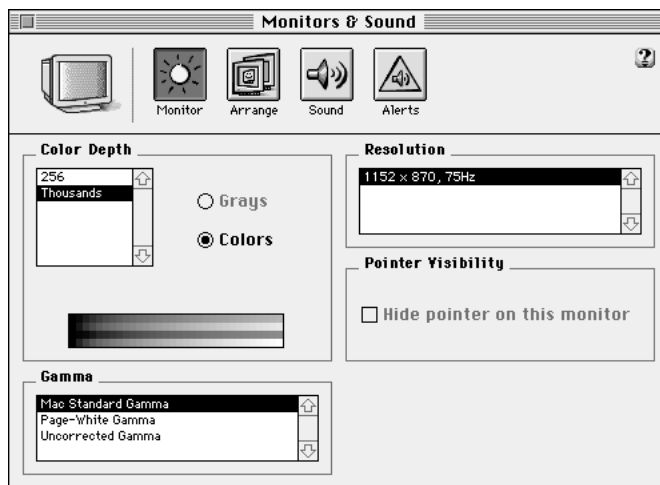 Monitors & Sound
Monitor
Arrange
Sound
Alerts
?
Color Depth
256
Thousands
Grays
Colors
Resolution
1152 x 870, 75Hz
Pointer Visibility
Hide pointer on this monitor
Gamma
Mac Standard Gamma
Page-White Gamma
Uncorrected Gamma